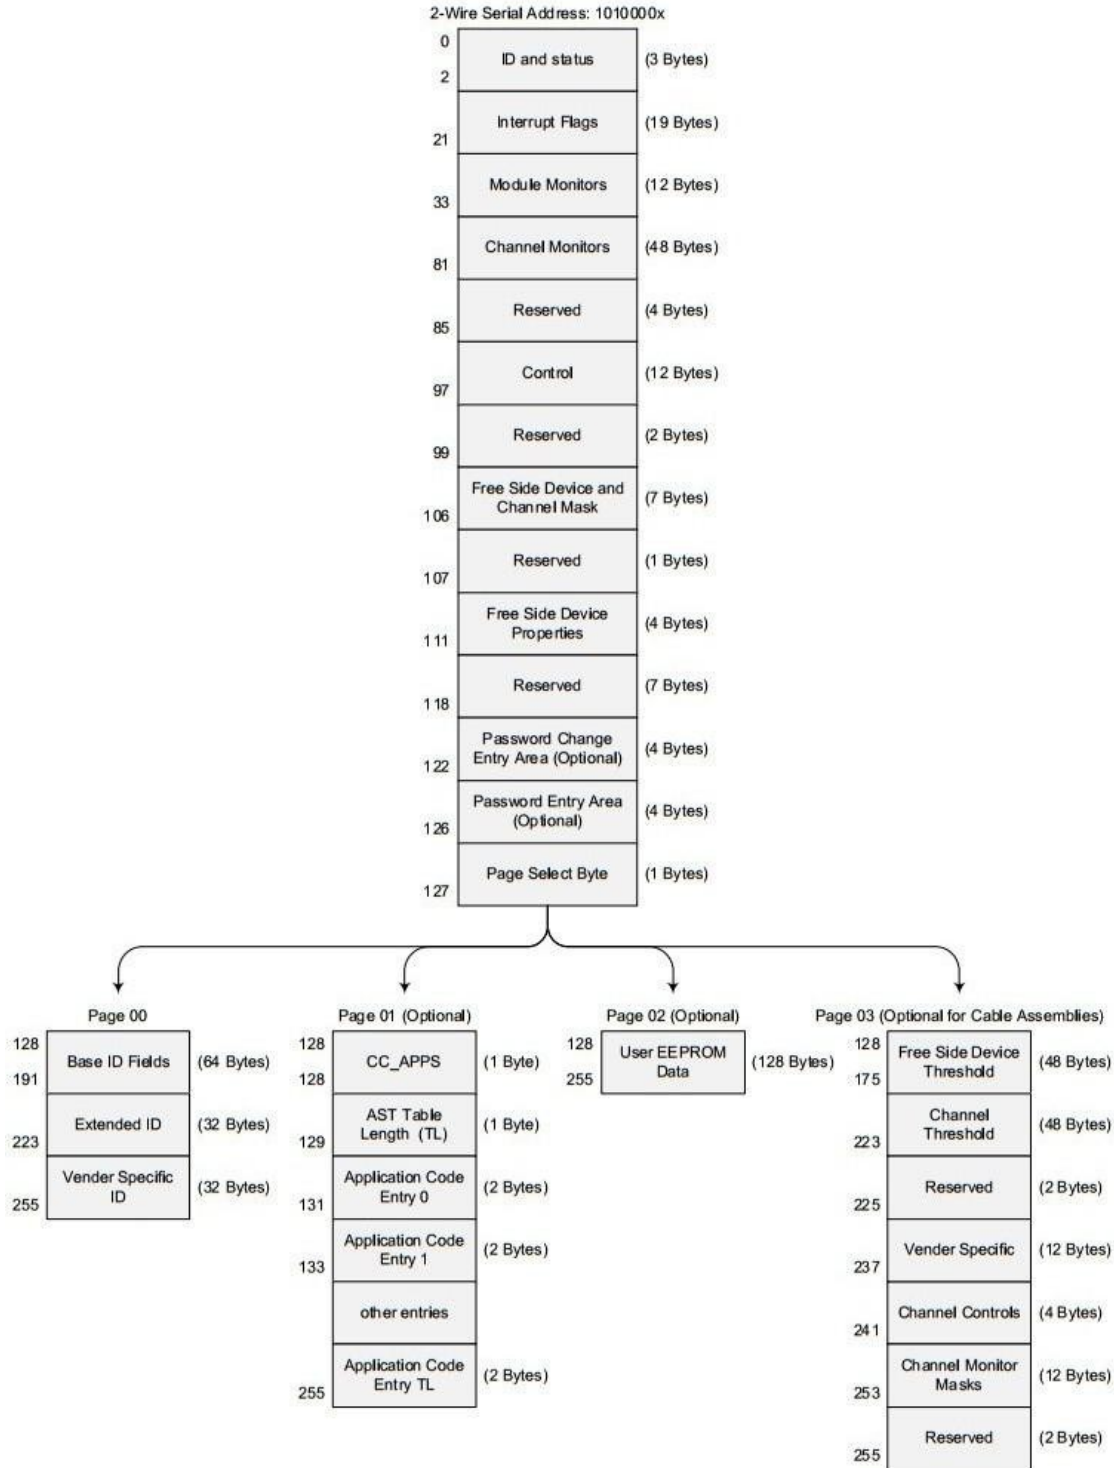 2-Wire Serial Address: 1010000x
0
ID and status (3 Bytes)
2
Interrupt Flags (19 Bytes)
21
Module Monitors (12 Bytes)
33
Channel Monitors (48 Bytes)
81
Reserved (4 Bytes)
85
Control (12 Bytes)
97
Reserved (2 Bytes)
99
Free Side Device and
Channel Mask
(7 Bytes)
106
Reserved (1 Bytes)
107
Free Side Device
Properties
(4 Bytes)
111
Reserved (7 Bytes)
118
Password Change
Entry Area (Optional)
(4 Bytes)
122
Password Entry Area
(Optional)
(4 Bytes)
126
Page Select Byte (1 Bytes)
127
Page 00
128
Base ID Fields (64 Bytes)
191
Extended ID (32 Bytes)
223
Vender Specific
ID
(32 Bytes)
255
Page 01 (Optional)
128
CC_APPS (1 Byte)
128
AST Table
Length (TL)
(1 Byte)
129
Application Code
Entry 0
(2 Bytes)
131
Application Code
Entry 1
(2 Bytes)
133
other entries
Application Code
Entry TL
(2 Bytes)
255
Page 02 (Optional)
128
User EEPROM
Data
(128 Bytes)
255
Page 03 (Optional for Cable Assemblies)
128
Free Side Device
Threshold
(48 Bytes)
175
Channel
Threshold
(48 Bytes)
223
Reserved (2 Bytes)
225
Vender Specific (12 Bytes)
237
Channel Controls (4 Bytes)
241
Channel Monitor
Masks
(12 Bytes)
253
Reserved (2 Bytes)
255